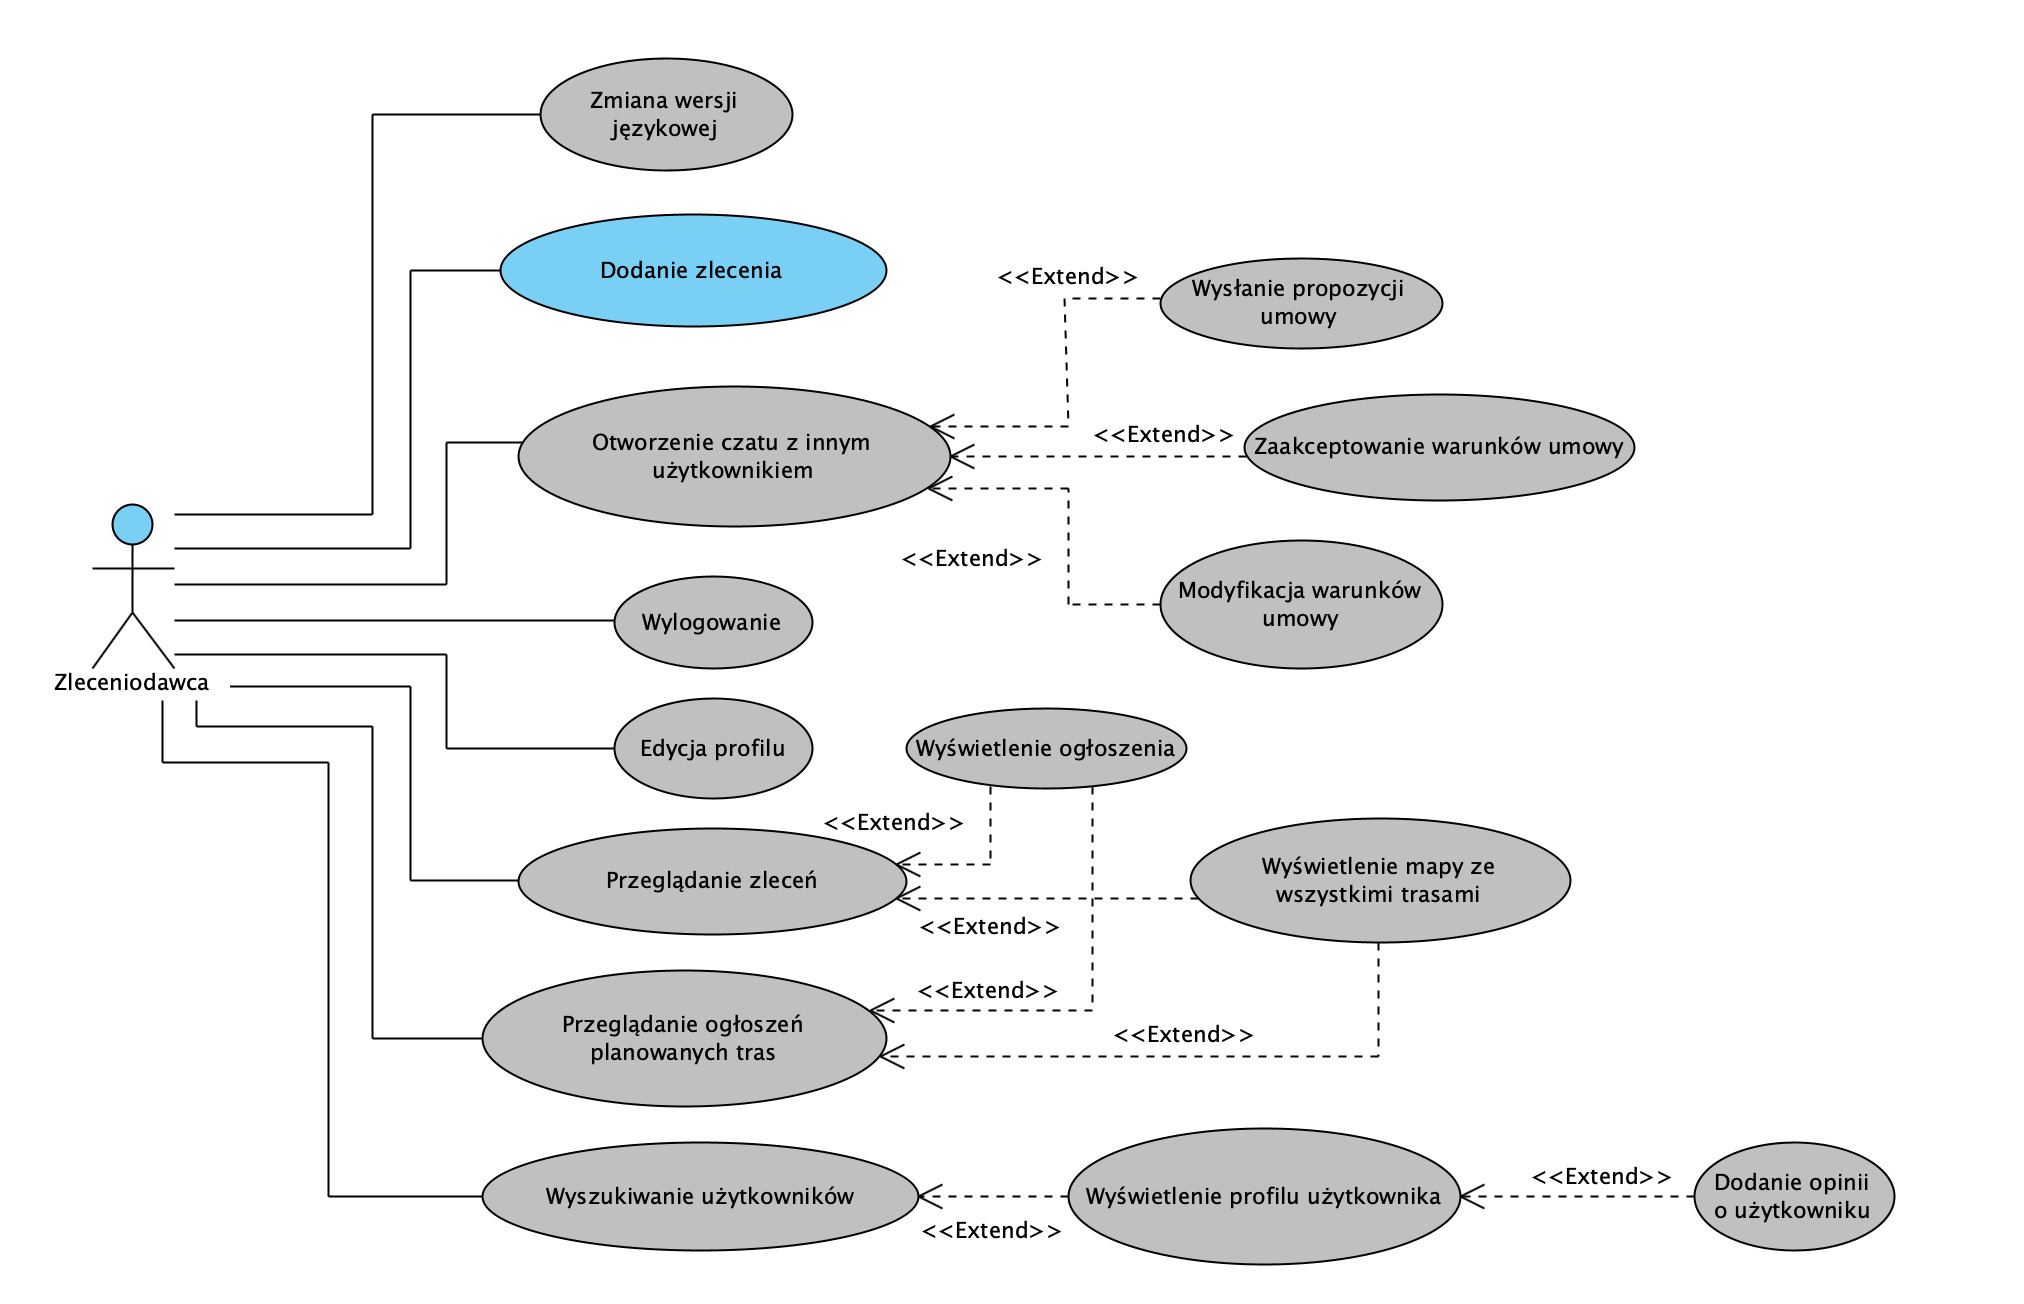 Zmiana wersji
językowej
Dodanie zlecenia
<<Extend>>
Wysłanie propozycji
umowy
Otworzenie czatu z innym
użytkownikiem
<<Extend>>
Zaakceptowanie warunków umowy
<<Extend>>
Modyfikacja warunków
umowy
Wylogowanie
Zleceniodawca
Edycja profilu
Wyświetlenie ogłoszenia
<<Extend>>
Przeglądanie zleceń
Wyświetlenie mapy ze
wszystkimi trasami
<<Extend>>
<<Extend>>
Przeglądanie ogłoszeń
planowanych tras
<<Extend>>
Wyszukiwanie użytkowników
<<Extend>>
Wyświetlenie profilu użytkownika
<<Extend>>
Dodanie opinii
o użytkowniku